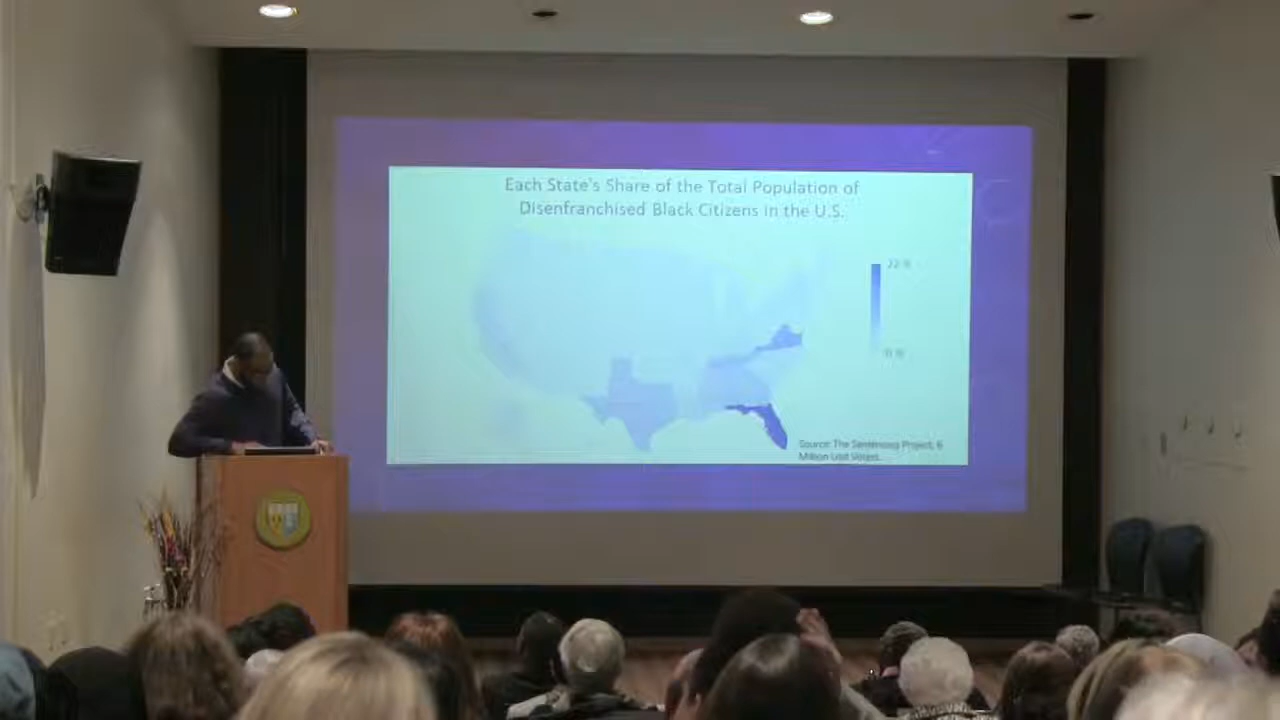 Each State's Share of the Total Population of
Disenfranchised Black Citizens in the U.S.
Source: The Sentencing Project, 6
Million Lost Voters